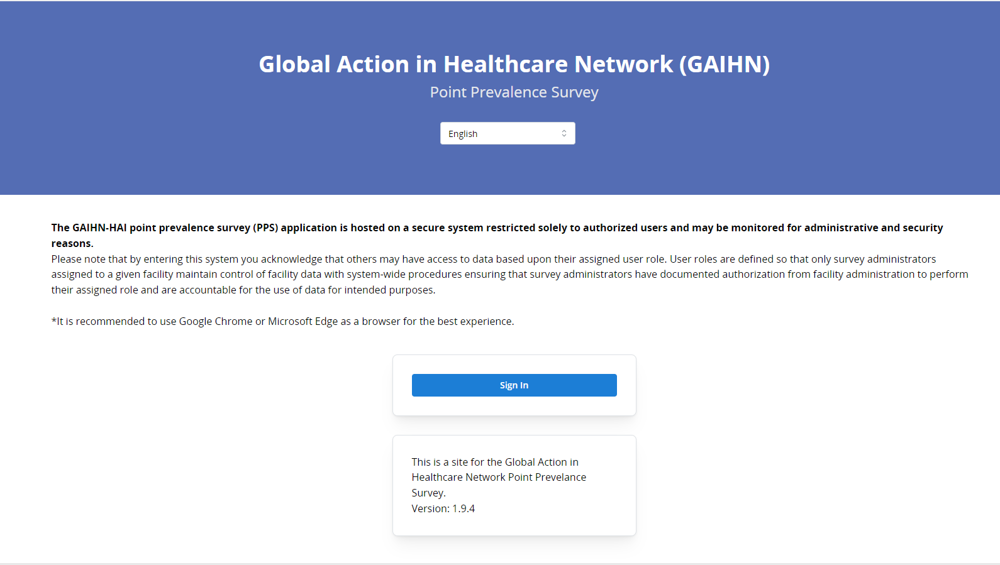 Global Action in Healthcare Network (GAIHN)
Point Prevalence Survey
English
The GAIHN-HAI point prevalence survey (PPS) application is hosted on a secure system restricted solely to authorized users and may be monitored for administrative and security
reasons.
Please note that by entering this system you acknowledge that others may have access to data based upon their assigned user role. User roles are defined so that only survey administrators
assigned to a given facility maintain control of facility data with system-wide procedures ensuring that survey administrators have documented authorization from facility administration to perform
their assigned role and are accountable for the use of data for intended purposes.
*It is recommended to use Google Chrome or Microsoft Edge as a browser for the best experience.
Sign In
This is a site for the Global Action in
Healthcare Network Point Prevelance
Survey.
Version: 1.9.4